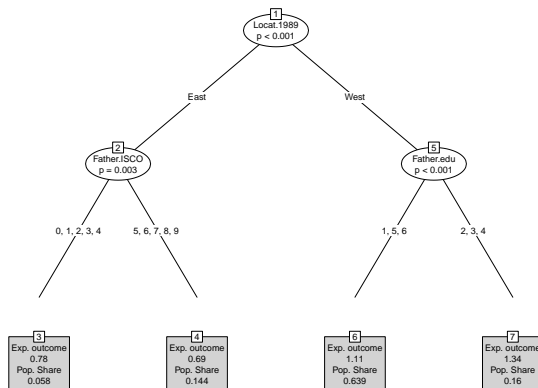 1
Locat.1989
p < 0.001
East
West
2
Father.ISCO
p = 0.003
5
Father.edu
p < 0.001
0, 1, 2, 3, 4
5, 6, 7, 8, 9
1, 5, 6
2, 3, 4
3
Exp. outcome
0.78
Pop. Share
0.058
4
Exp. outcome
0.69
Pop. Share
0.144
6
Exp. outcome
1.11
Pop. Share
0.639
7
Exp. outcome
1.34
Pop. Share
0.16